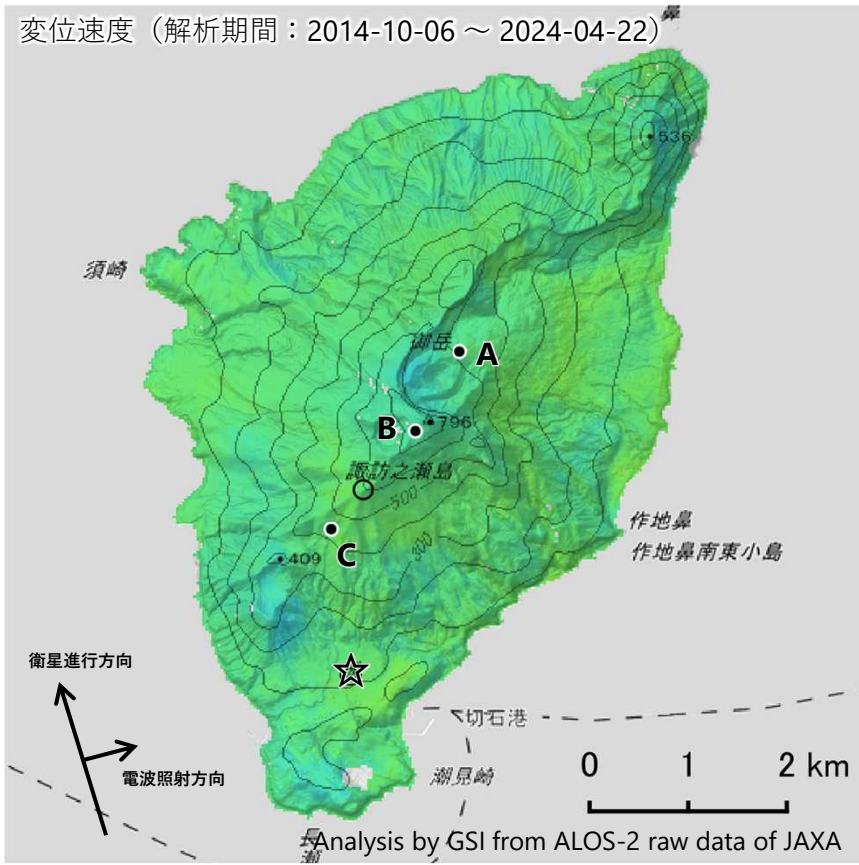 変位速度（解析期間：2014-10-06 ～ 2024-04-22）
鼻
536
須崎
御岳
A
796
B
諏訪之瀬島
500
作地鼻
作地鼻南東小島
C
300
409
衛星進行方向
切石港
電波照射方向
潮見崎
0 1 2 km
長瀬
Analysis by GSI from ALOS-2 raw data of JAXA